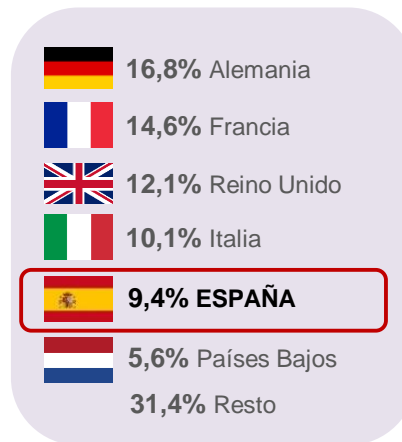 16,8% Alemania
14,6% Francia
12,1% Reino Unido
10,1% Italia
9,4% ESPAÑA
5,6% Países Bajos
31,4% Resto